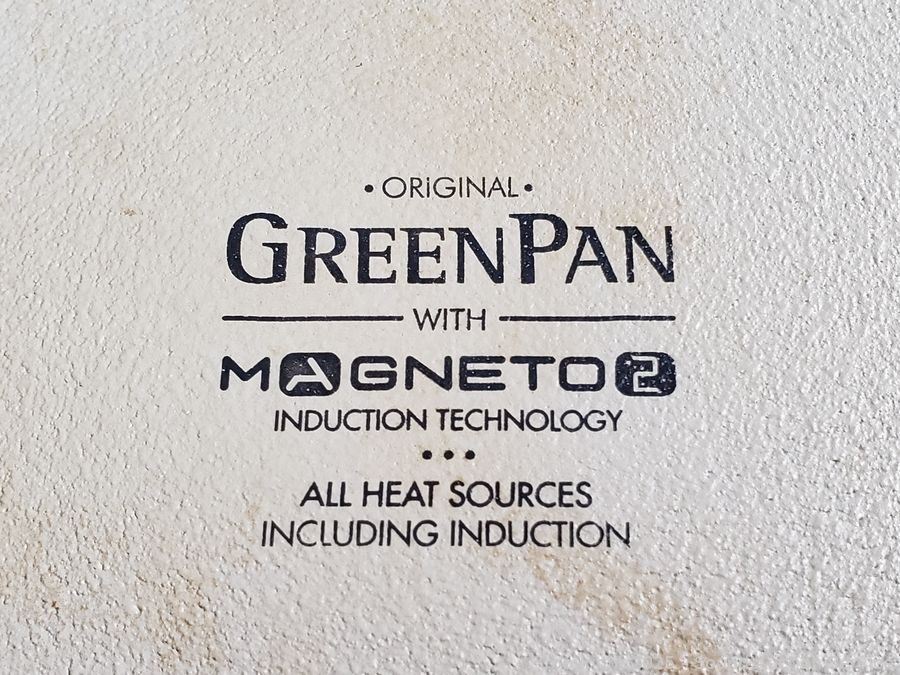 • ORIGINAL •
GREENPAN
WITH
MAGNETO 2
INDUCTION TECHNOLOGY
•••
ALL HEAT SOURCES
INCLUDING INDUCTION